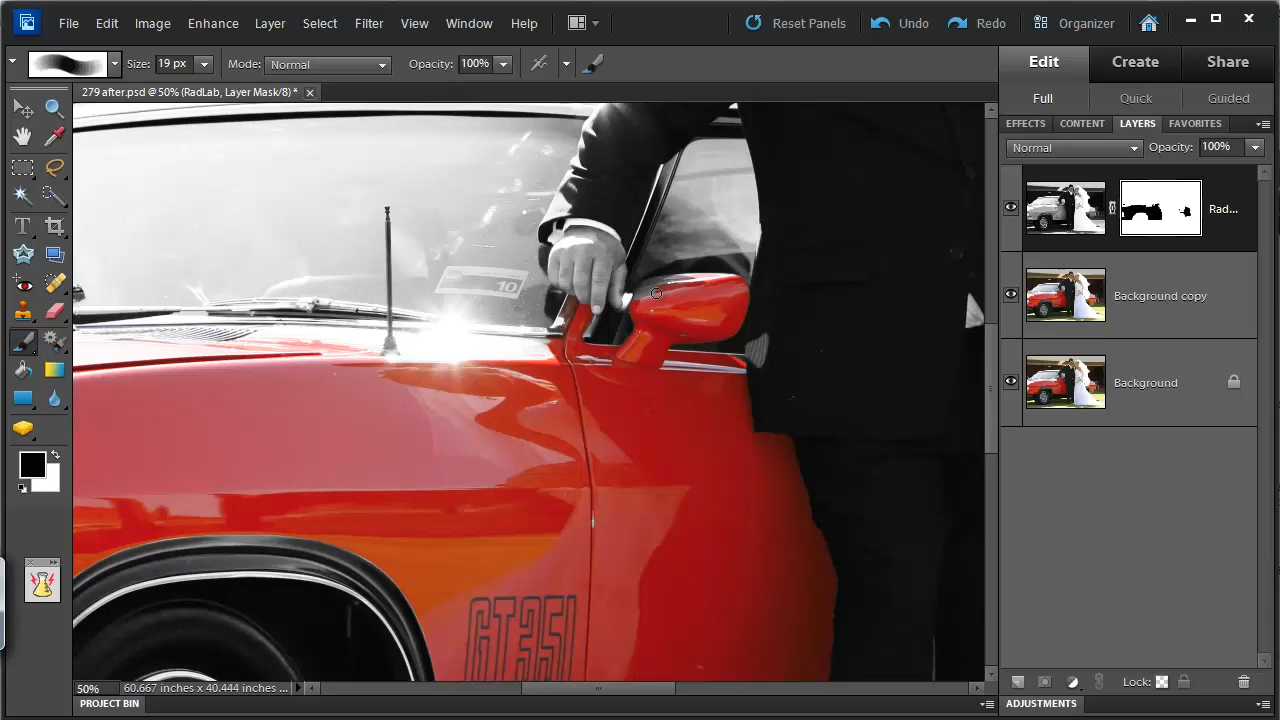 File Edit Image Enhance Layer Select Filter View Window Help Reset Panels Undo Redo Organizer
Size: 19 px Mode: Normal Opacity: 100% Edit Create Share
279 after.psd @ 50% (RadLab, Layer Mask/8) * Full Quick Guided
EFFECTS CONTENT LAYERS FAVORITES
Normal Opacity: 100%
Rad...
10
Background copy
Background
GT351
50% 60.667 inches x 40.444 inches ... Lock:
PROJECT BIN ADJUSTMENTS